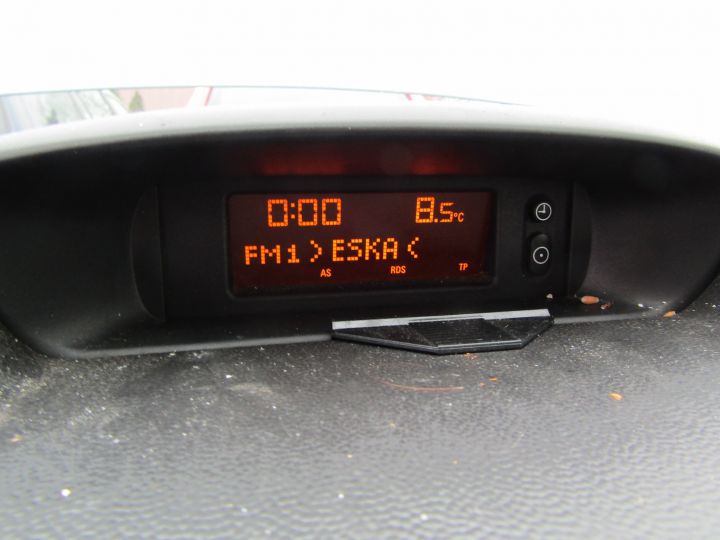 0:00 8.5°C
FM1 > ESKA <
AS RDS TP